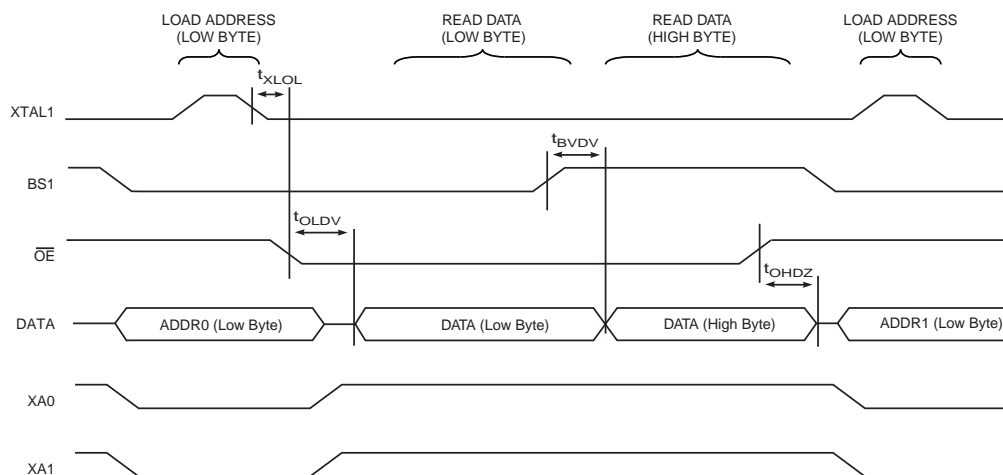 LOAD ADDRESS
(LOW BYTE)
READ DATA
(LOW BYTE)
READ DATA
(HIGH BYTE)
LOAD ADDRESS
(LOW BYTE)
tXLOL
XTAL1
tBVDV
BS1
tOLDV
OE
tOHDZ
DATA
ADDR0 (Low Byte)
DATA (Low Byte)
DATA (High Byte)
ADDR1 (Low Byte)
XA0
XA1